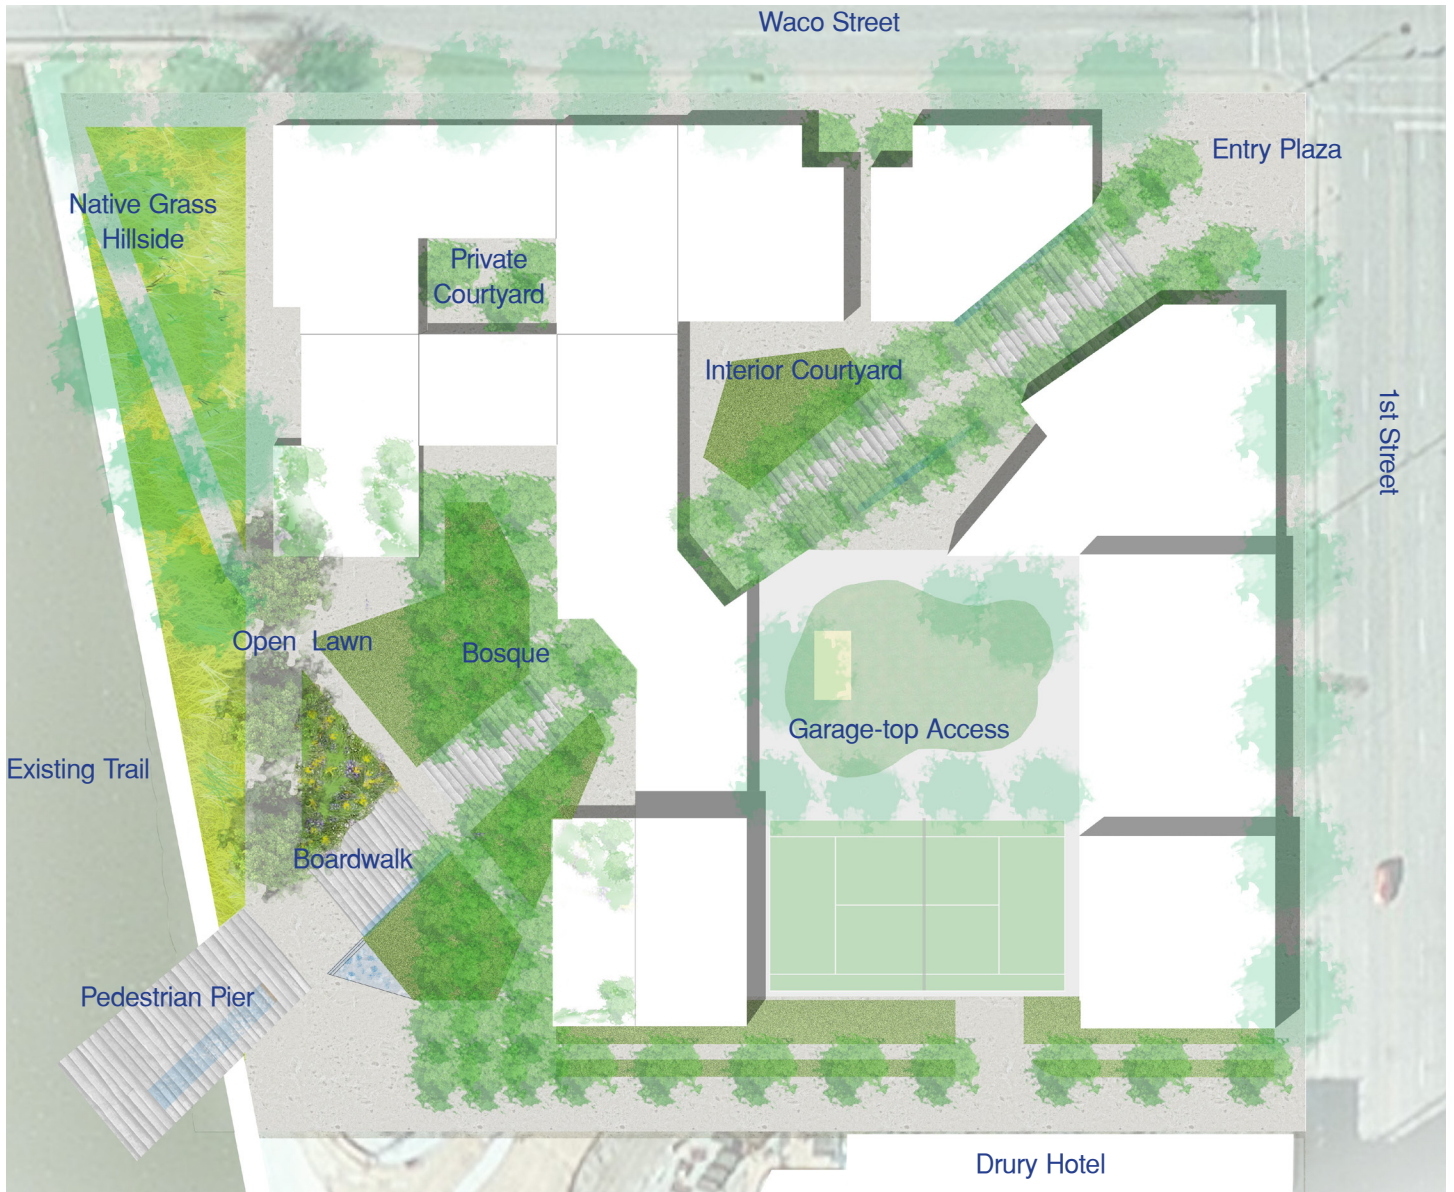 Waco Street
Entry Plaza
Native Grass
Hillside
Private
Courtyard
Interior Courtyard
1st Street
Open Lawn
Bosque
Garage-top Access
Existing Trail
Boardwalk
Pedestrian Pier
Drury Hotel